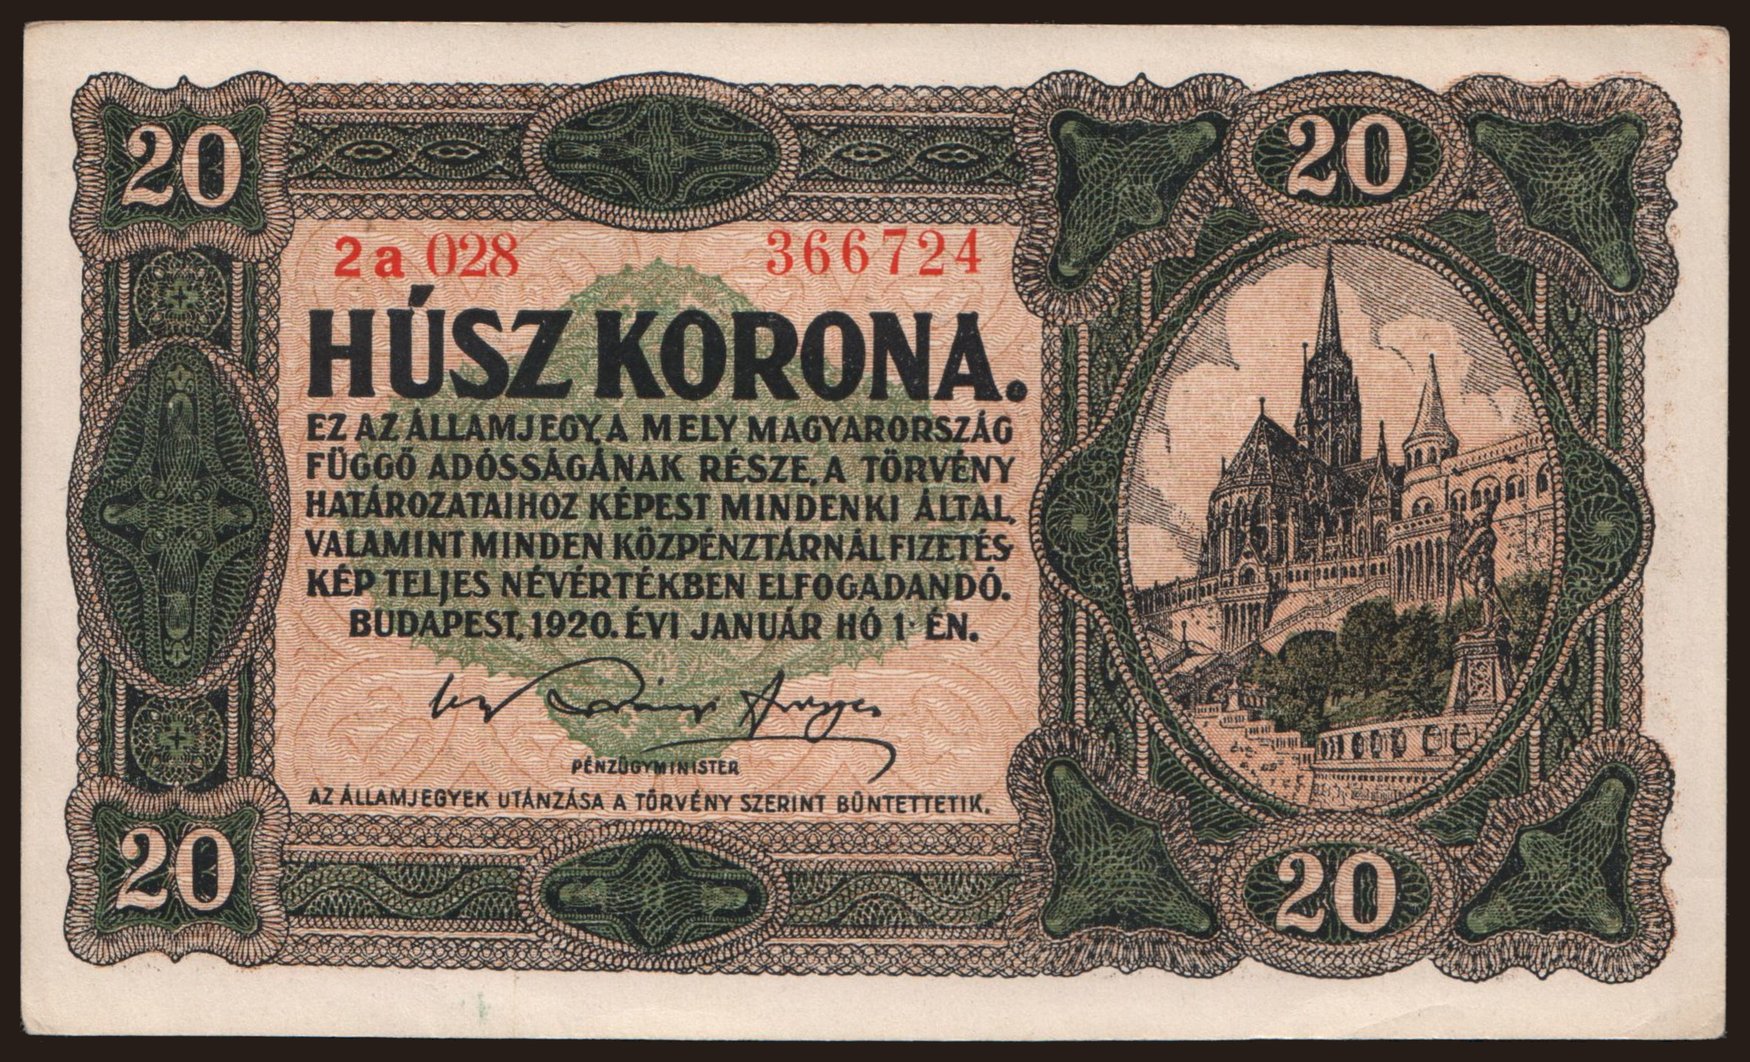 20 20
2a 028 366724
HÚSZ KORONA.
EZ AZ ÁLLAMJEGY, A MELY MAGYARORSZÁG
FÜGGŐ ADÓSSÁGÁNAK RÉSZE, A TÖRVÉNY
HATÁROZATAIHOZ KÉPEST MINDENKI ÁLTAL,
VALAMINT MINDEN KÖZPÉNZTÁRNÁL FIZETÉS-
KÉP TELJES NÉVÉRTÉKBEN ELFOGADANDÓ.
BUDAPEST, 1920. ÉVI JANUÁR HÓ 1-ÉN.
PÉNZÜGYMINISTER
AZ ÁLLAMJEGYEK UTÁNZÁSA A TÖRVÉNY SZERINT BÜNTETTETIK.
20 20